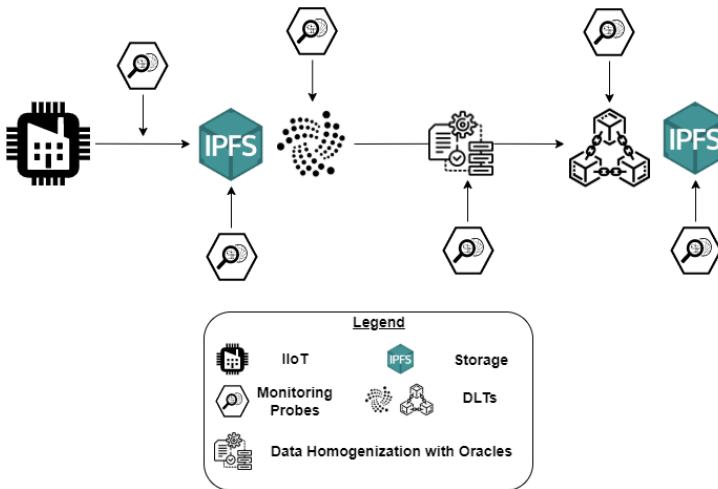 IPFS
IPFS
Legend
IIoT
IPFS
Storage
Monitoring
Probes
DLTs
Data Homogenization with Oracles